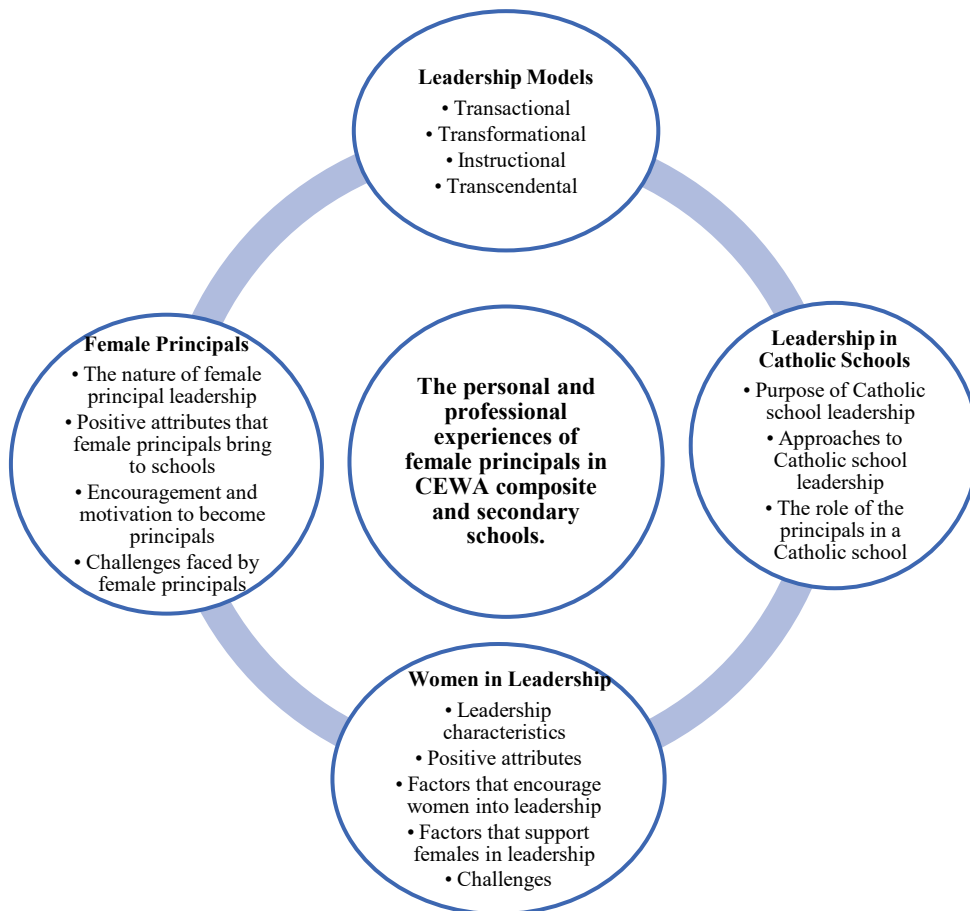 Leadership Models
• Transactional
• Transformational
• Instructional
• Transcendental
Female Principals
• The nature of female
principal leadership
• Positive attributes that
female principals bring
to schools
• Encouragement and
motivation to become
principals
• Challenges faced by
female principals
The personal and
professional
experiences of
female principals in
CEWA composite
and secondary
schools.
Leadership in
Catholic Schools
• Purpose of Catholic
school leadership
• Approaches to
Catholic school
leadership
• The role of the
principals in a
Catholic school
Women in Leadership
• Leadership
characteristics
• Positive attributes
• Factors that encourage
women into leadership
• Factors that support
females in leadership
• Challenges